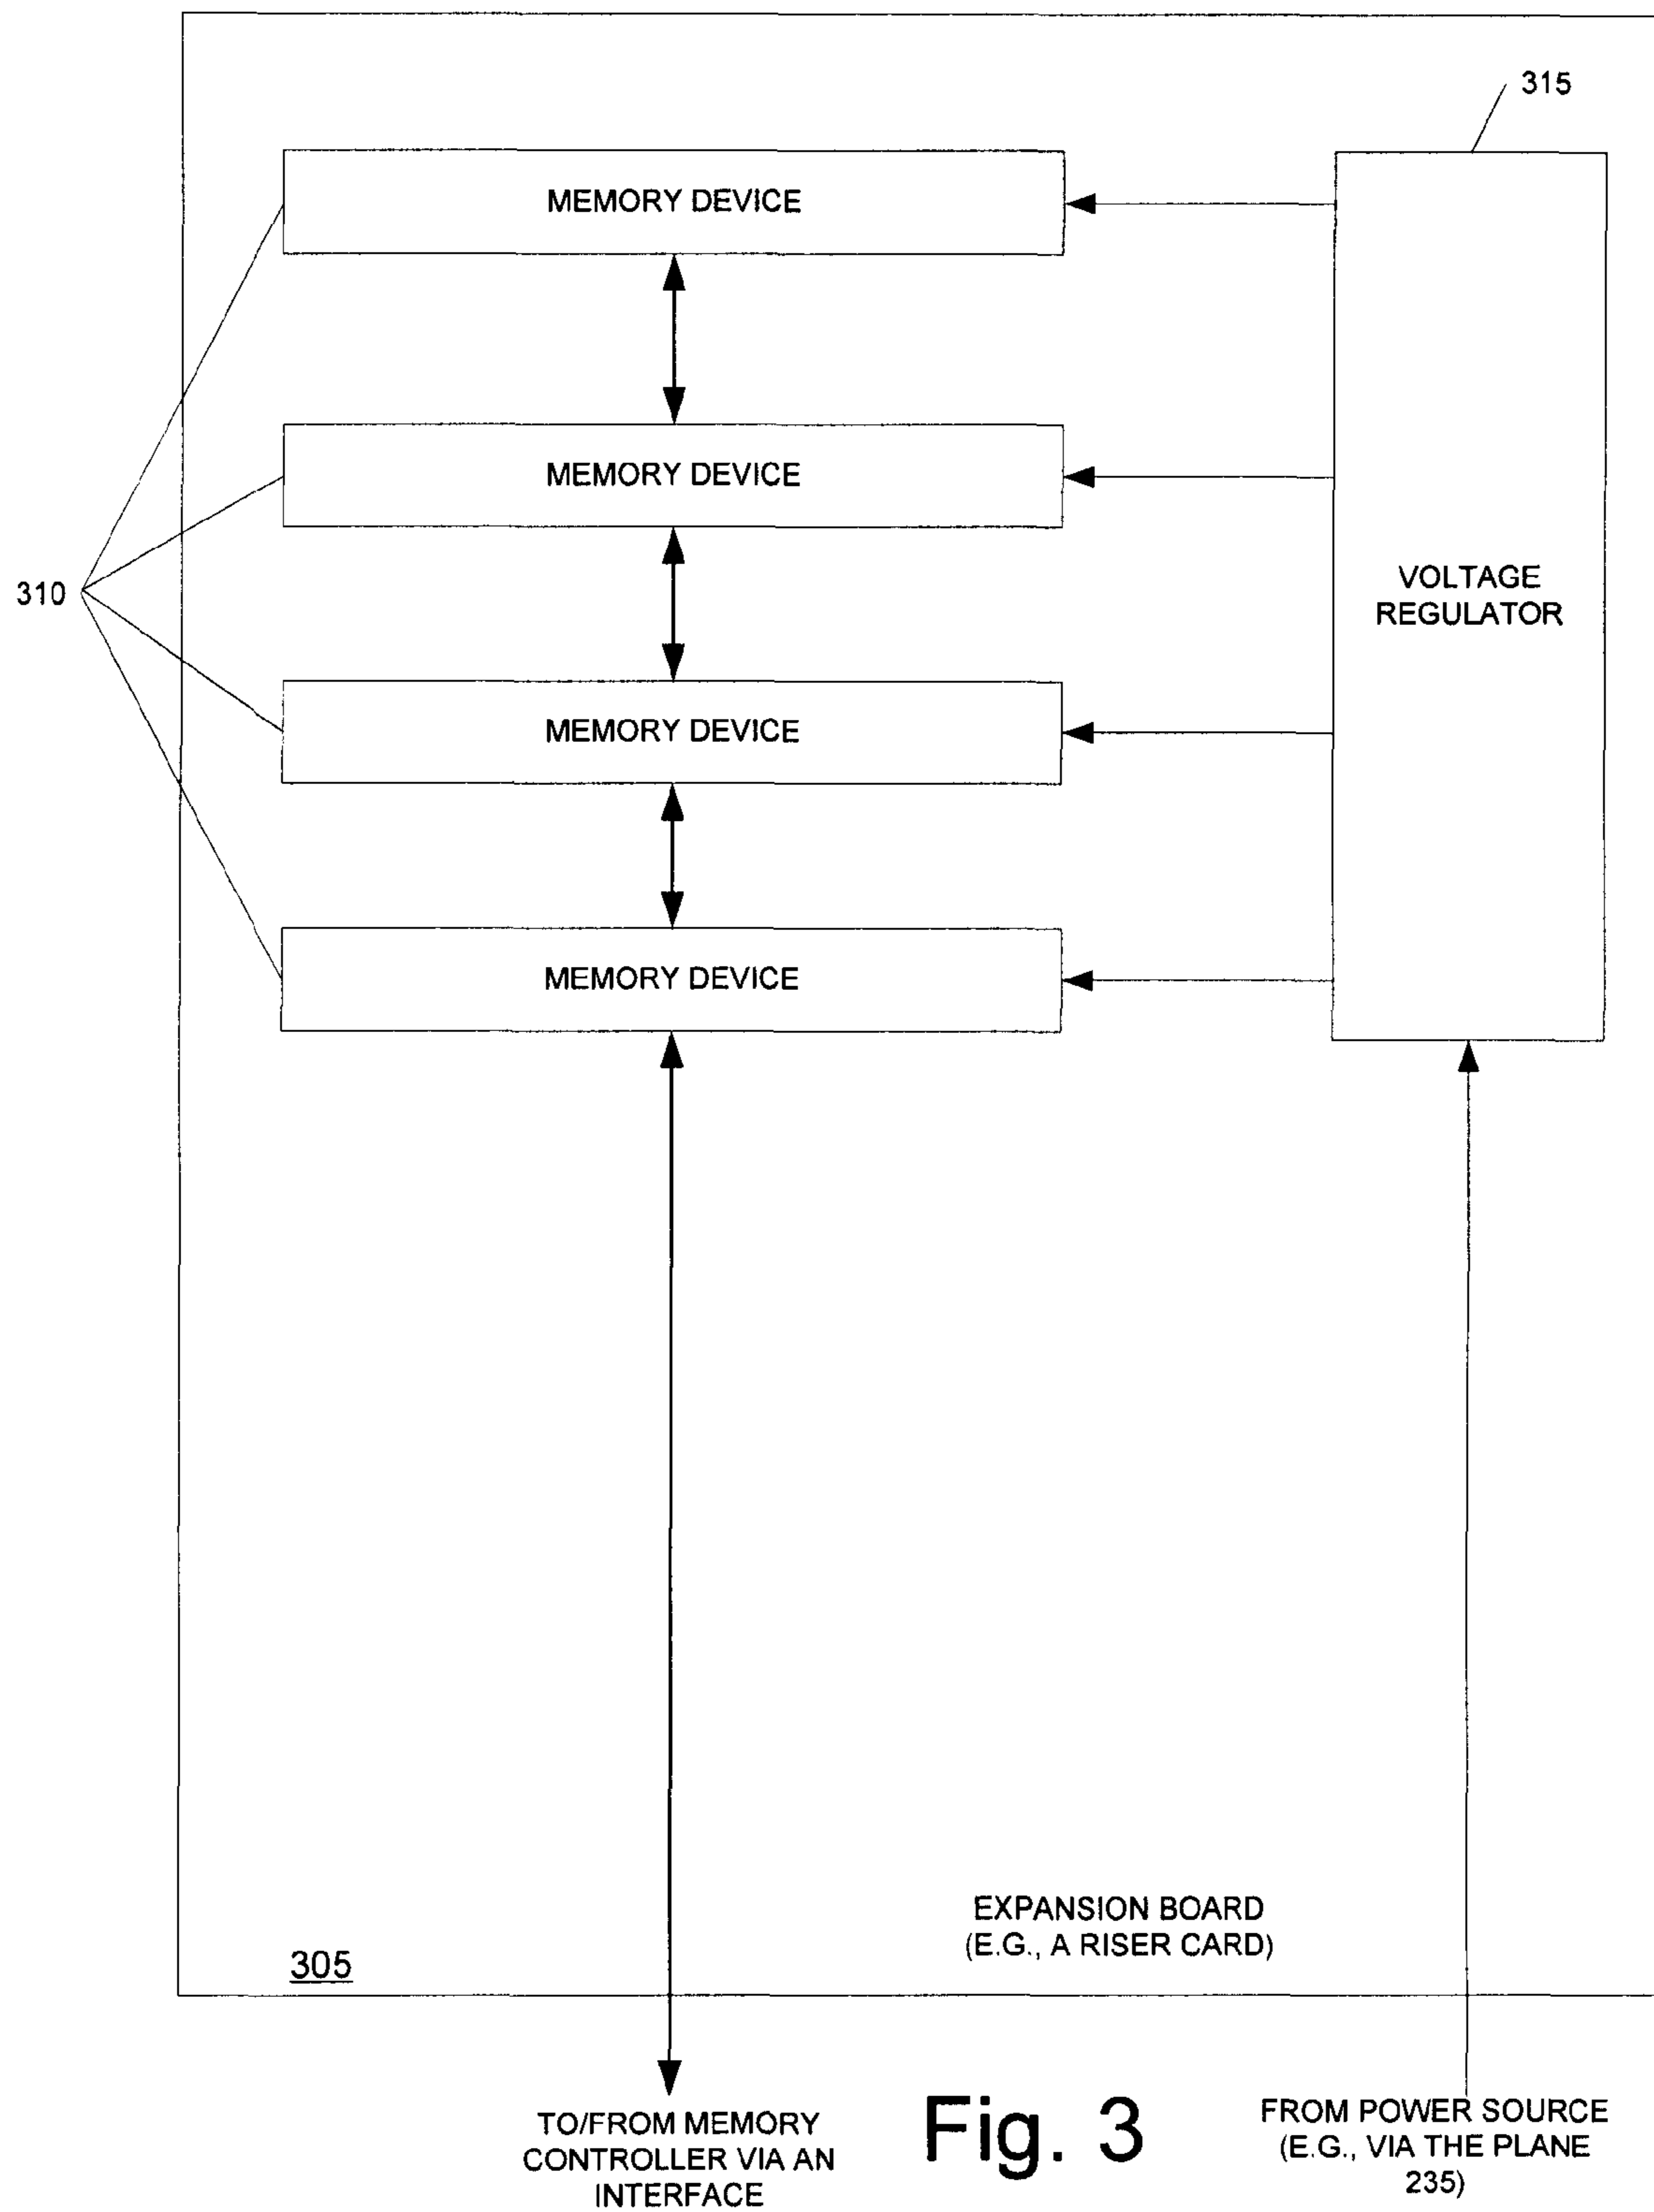 315
MEMORY DEVICE
MEMORY DEVICE
310
VOLTAGE
REGULATOR
MEMORY DEVICE
MEMORY DEVICE
EXPANSION BOARD
(E.G., A RISER CARD)
305
TO/FROM MEMORY
CONTROLLER VIA AN
INTERFACE
Fig. 3
FROM POWER SOURCE
(E.G., VIA THE PLANE
235)